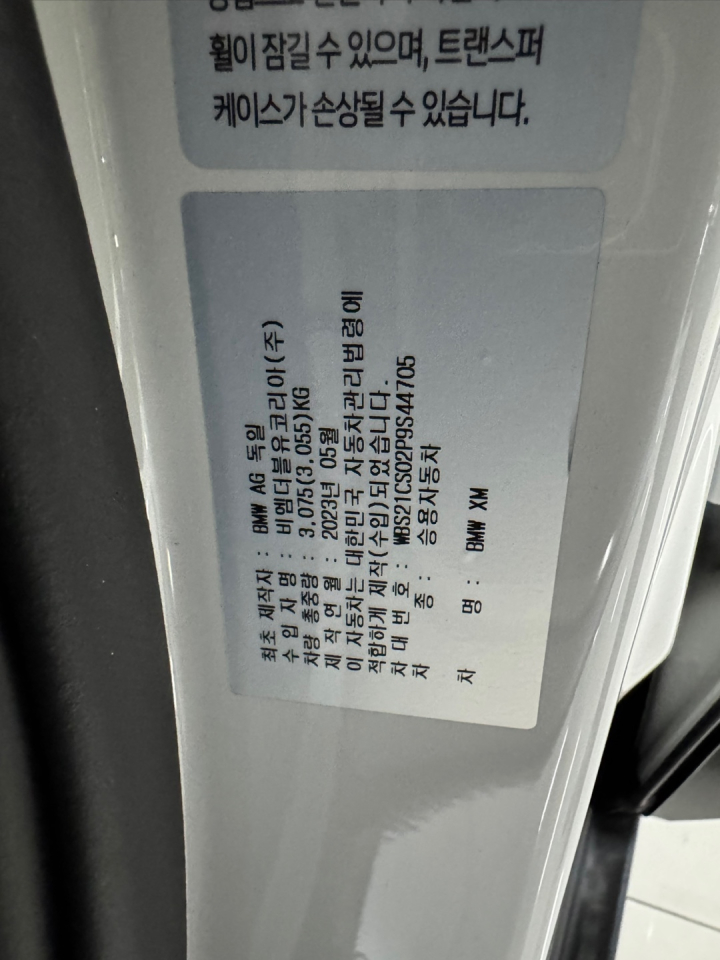 휠이 잠길 수 있으며, 트랜스퍼
케이스가 손상될 수 있습니다.
최초 제작자 : BMW AG 독일
수 입 자 명 : 비엠더블유코리아(주)
차량 총중량 : 3,075(3,055)KG
제 작 연 월 : 2023년 05월
이 자동차는 대한민국 자동차관리법령에
적합하게 제작(수입)되었습니다.
차 대 번 호 : WBS21CS02P9S44705
차 종 : 승용자동차
차 명 : BMW XM